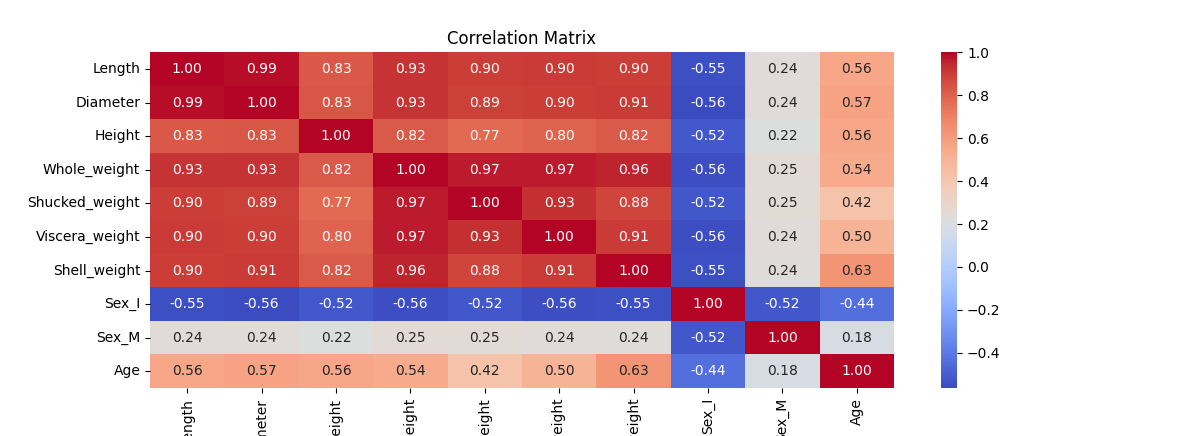 Correlation Matrix
Length 1.00 0.99 0.83 0.93 0.90 0.90 0.90 -0.55 0.24 0.56
Diameter 0.99 1.00 0.83 0.93 0.89 0.90 0.91 -0.56 0.24 0.57
Height 0.83 0.83 1.00 0.82 0.77 0.80 0.82 -0.52 0.22 0.56
Whole_weight 0.93 0.93 0.82 1.00 0.97 0.97 0.96 -0.56 0.25 0.54
Shucked_weight 0.90 0.89 0.77 0.97 1.00 0.93 0.88 -0.52 0.25 0.42
Viscera_weight 0.90 0.90 0.80 0.97 0.93 1.00 0.91 -0.56 0.24 0.50
Shell_weight 0.90 0.91 0.82 0.96 0.88 0.91 1.00 -0.55 0.24 0.63
Sex_I -0.55 -0.56 -0.52 -0.56 -0.52 -0.56 -0.55 1.00 -0.52 -0.44
Sex_M 0.24 0.24 0.22 0.25 0.25 0.24 0.24 -0.52 1.00 0.18
Age 0.56 0.57 0.56 0.54 0.42 0.50 0.63 -0.44 0.18 1.00
ength
meter
eight
eight
eight
eight
eight
Sex_I
ex_M
Age
1.0
0.8
0.6
0.4
0.2
0.0
−0.2
−0.4